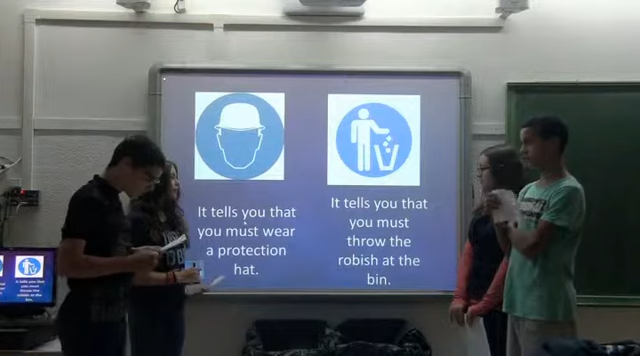 It tells you that
you must wear
a protection
hat.
It tells you that
you must
throw the
robish at the
bin.